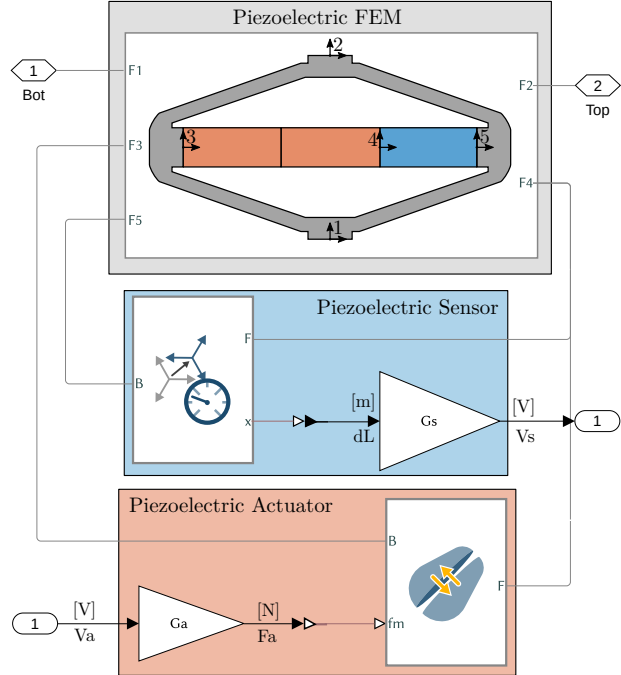 Piezoelectric FEM
1
Bot
F1
2
F2
2
Top
F3
3
4
5
F4
F5
1
Piezoelectric Sensor
F
B
[m]
[V]
x
dL
Gs
Vs
1
Piezoelectric Actuator
B
F
[V]
[N]
1
Va
Ga
Fa
fm